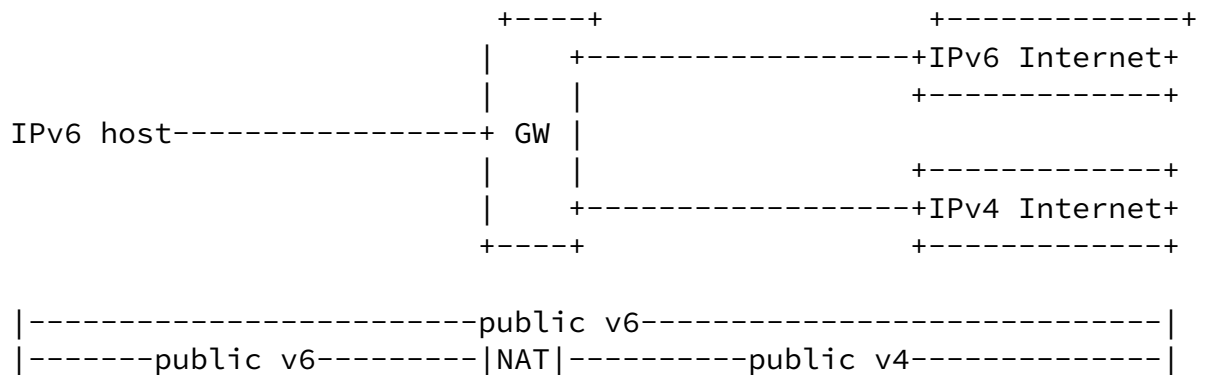 +----+                  +-------------+
                          |    +------------------+IPv6 Internet+
                          |    |                  +-------------+
IPv6 host-----------------+ GW |
                          |    |                  +-------------+
                          |    +------------------+IPv4 Internet+
                          +----+                  +-------------+

|-------------------------public v6-----------------------------|
|-------public v6---------|NAT|----------public v4--------------|